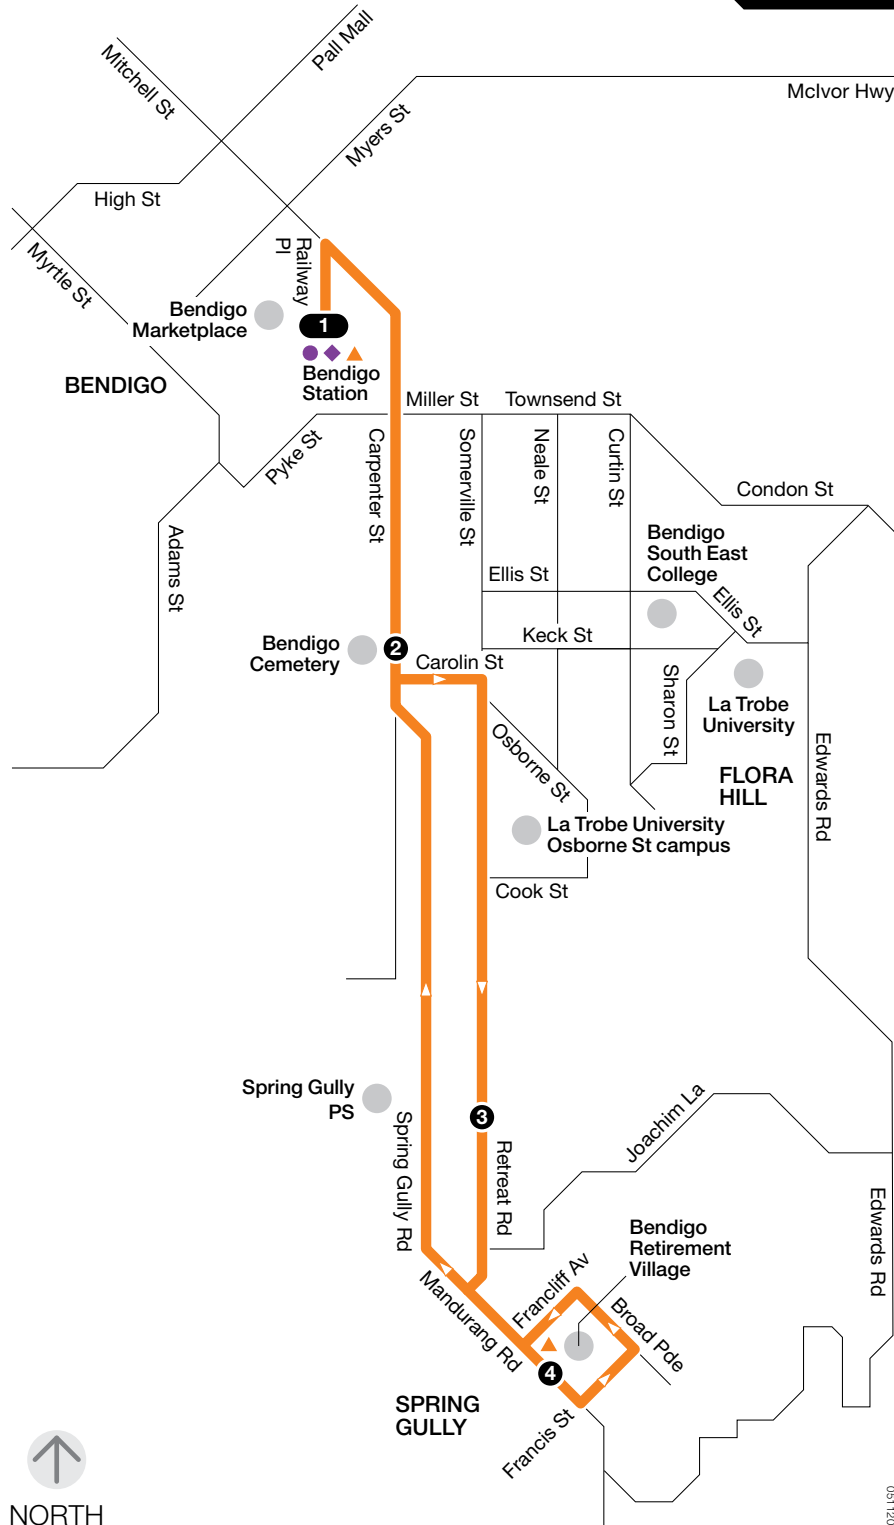 Pall Mall
Mitchell St
McIvor Hwy
Myers St
High St
Railway
Pl
Myrtle St
Bendigo
Marketplace
1
Bendigo
Station
BENDIGO
Miller St
Townsend St
Pyke St
Carpenter St
Somerville St
Neale St
Curtin St
Condon St
Adams St
Bendigo
South East
College
Ellis St
Ellis St
Keck St
Bendigo
Cemetery
2
Carolin St
Sharon St
La Trobe
University
Osborne St
FLORA
HILL
Edwards Rd
La Trobe University
Osborne St campus
Cook St
Spring Gully
PS
Spring Gully Rd
3
Retreat Rd
Joachim La
Edwards Rd
Bendigo
Retirement
Village
Francliff Av
Broad Pde
Mandurang Rd
4
SPRING
GULLY
Francis St
NORTH